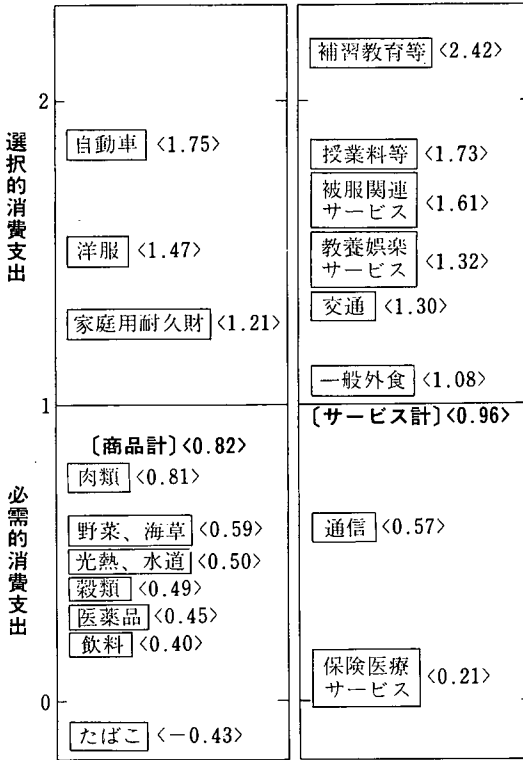 選択的消費支出
必需的消費支出
2
1
0
自動車 <1.75>
洋服 <1.47>
家庭用耐久財 <1.21>
〔商品計〕<0.82>
肉類 <0.81>
野菜、海草 <0.59>
光熱、水道 <0.50>
穀類 <0.49>
医薬品 <0.45>
飲料 <0.40>
たばこ <-0.43>
補習教育等 <2.42>
授業料等 <1.73>
被服関連
サービス <1.61>
教養娯楽
サービス <1.32>
交通 <1.30>
一般外食 <1.08>
〔サービス計〕<0.96>
通信 <0.57>
保険医療
サービス <0.21>